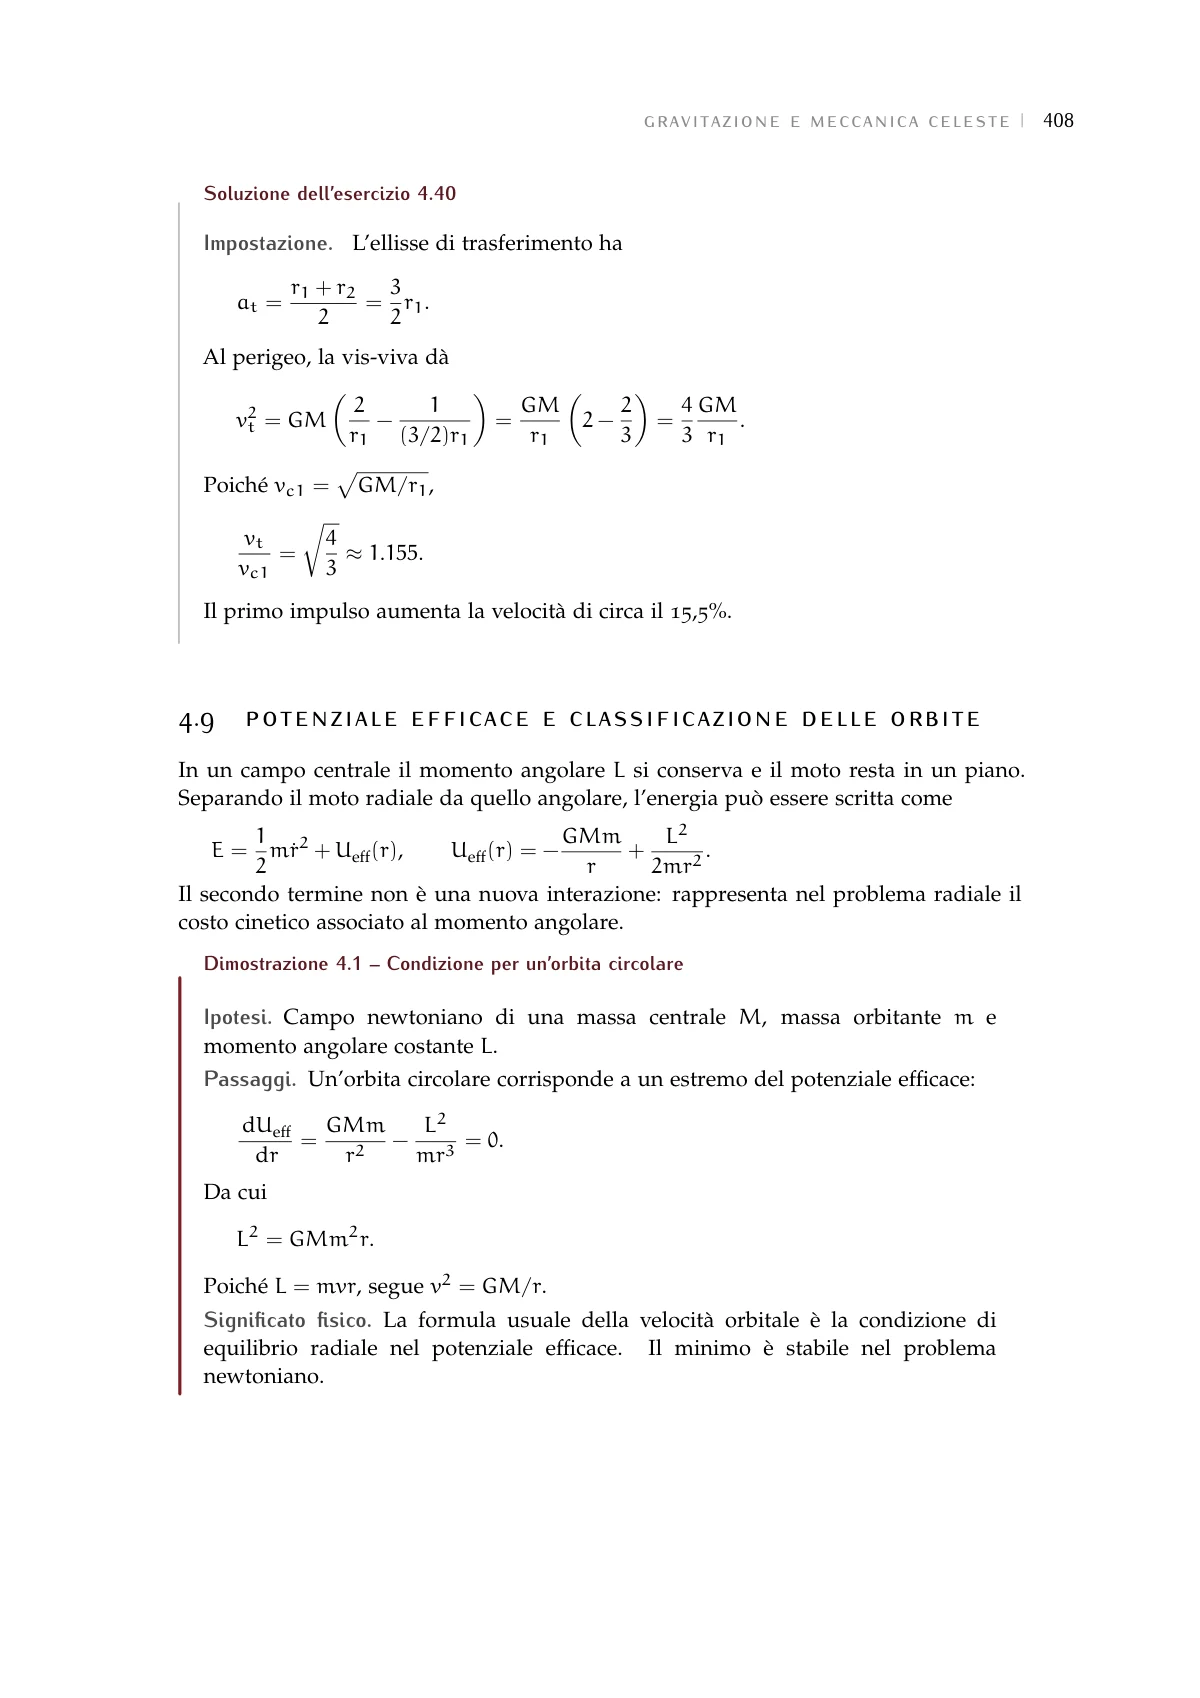 GRAVITAZIONE E MECCANICA CELESTE | 408
Soluzione dell'esercizio 4.40
Impostazione. L'ellisse di trasferimento ha
a_t = (r_1 + r_2)/2 = 3/2 r_1.
Al perigeo, la vis-viva dà
v_t^2 = GM (2/r_1 − 1/((3/2)r_1)) = GM/r_1 (2 − 2/3) = 4/3 GM/r_1.
Poiché v_c1 = √(GM/r_1),
v_t/v_c1 = √(4/3) ≈ 1.155.
Il primo impulso aumenta la velocità di circa il 15,5%.
4.9 POTENZIALE EFFICACE E CLASSIFICAZIONE DELLE ORBITE
In un campo centrale il momento angolare L si conserva e il moto resta in un piano.
Separando il moto radiale da quello angolare, l'energia può essere scritta come
E = 1/2 mṙ^2 + U_eff(r), U_eff(r) = −GMm/r + L^2/2mr^2.
Il secondo termine non è una nuova interazione: rappresenta nel problema radiale il
costo cinetico associato al momento angolare.
Dimostrazione 4.1 – Condizione per un'orbita circolare
Ipotesi. Campo newtoniano di una massa centrale M, massa orbitante m e
momento angolare costante L.
Passaggi. Un'orbita circolare corrisponde a un estremo del potenziale efficace:
dU_eff/dr = GMm/r^2 − L^2/mr^3 = 0.
Da cui
L^2 = GMm^2r.
Poiché L = mvr, segue v^2 = GM/r.
Significato fisico. La formula usuale della velocità orbitale è la condizione di
equilibrio radiale nel potenziale efficace. Il minimo è stabile nel problema
newtoniano.